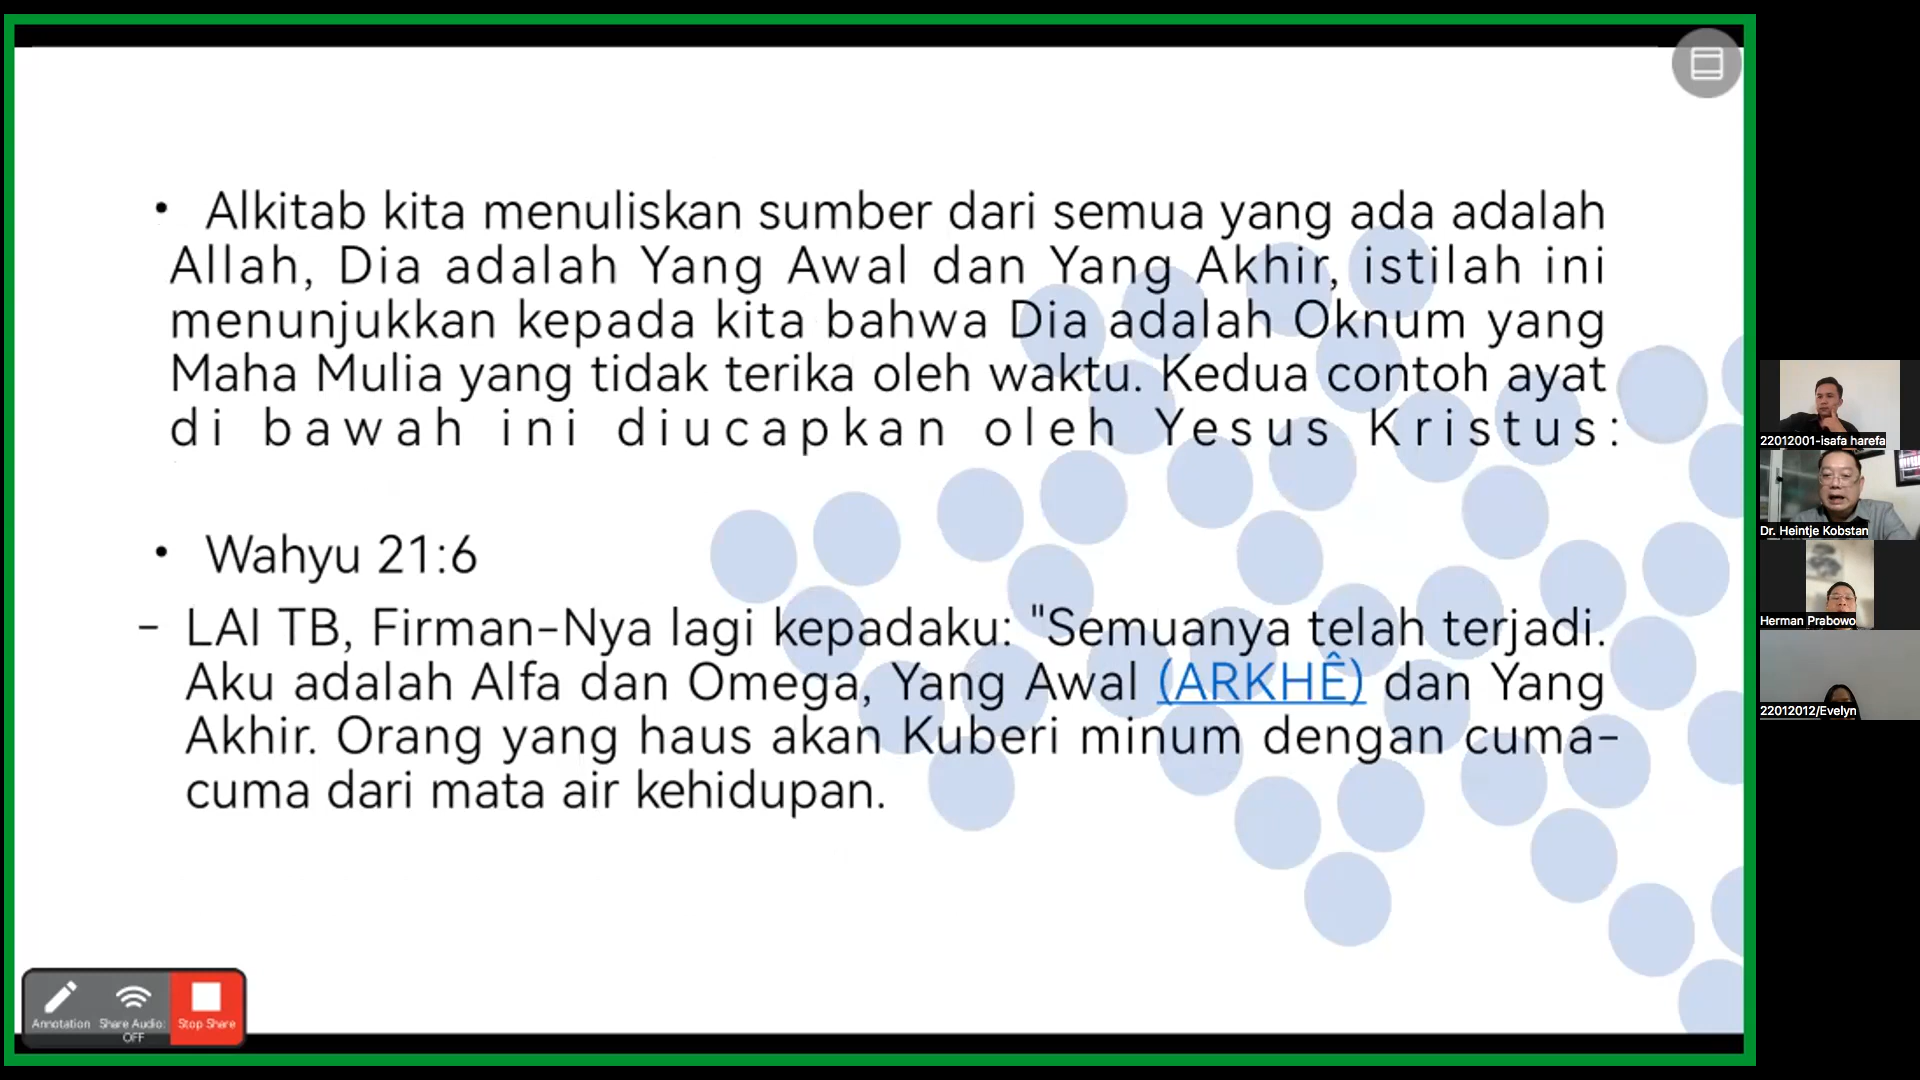 • Alkitab kita menuliskan sumber dari semua yang ada adalah
Allah, Dia adalah Yang Awal dan Yang Akhir, istilah ini
menunjukkan kepada kita bahwa Dia adalah Oknum yang
Maha Mulia yang tidak terika oleh waktu. Kedua contoh ayat
di bawah ini diucapkan oleh Yesus Kristus:
• Wahyu 21:6
- LAI TB, Firman-Nya lagi kepadaku: "Semuanya telah terjadi.
Aku adalah Alfa dan Omega, Yang Awal (ARKHÊ) dan Yang
Akhir. Orang yang haus akan Kuberi minum dengan cuma-
cuma dari mata air kehidupan.
Annotation
Share Audio:
OFF
Stop Share
22012001-isafa harefa
Dr. Heintje Kobstan
Herman Prabowo
22012012/Evelyn